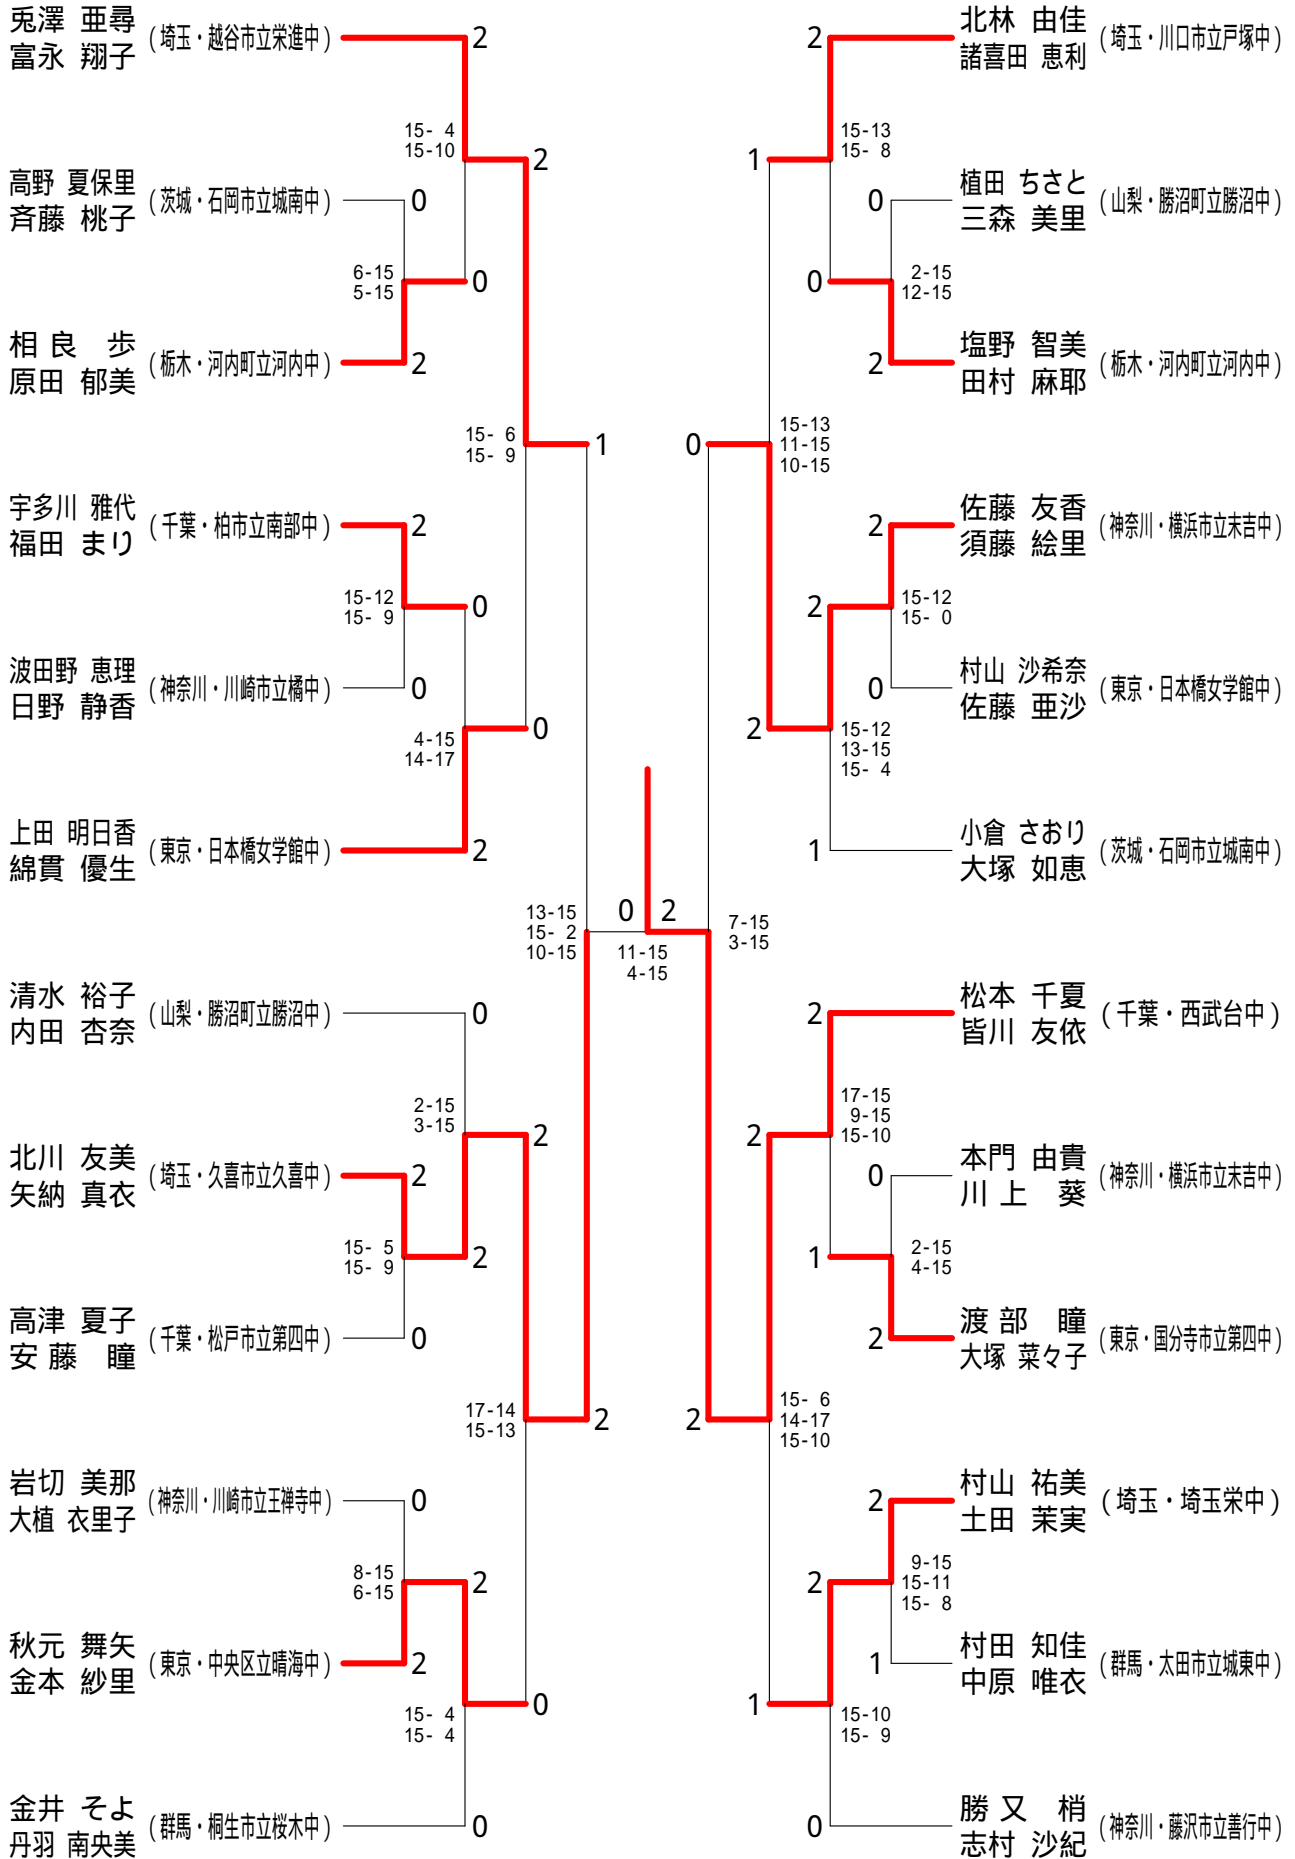 兎澤 亜尋
富永 翔子
(埼玉・越谷市立栄進中)
2
15- 4
15-10
2
高野 夏保里
斉藤 桃子
(茨城・石岡市立城南中)
0
6-15
5-15
0
相良 歩
原田 郁美
(栃木・河内町立河内中)
2
15- 6
15- 9
1
宇多川 雅代
福田 まり
(千葉・柏市立南部中)
2
15-12
15- 9
0
波田野 恵理
日野 静香
(神奈川・川崎市立橘中)
0
4-15
14-17
0
上田 明日香
綿貫 優生
(東京・日本橋女学館中)
2
13-15
15- 2
10-15
0
2
11-15
4-15
清水 裕子
内田 杏奈
(山梨・勝沼町立勝沼中)
0
2-15
3-15
2
北川 友美
矢納 真衣
(埼玉・久喜市立久喜中)
2
15- 5
15- 9
2
高津 夏子
安藤 瞳
(千葉・松戸市立第四中)
0
17-14
15-13
2
岩切 美那
大植 衣里子
(神奈川・川崎市立王禅寺中)
0
8-15
6-15
2
秋元 舞矢
金本 紗里
(東京・中央区立晴海中)
2
15- 4
15- 4
0
金井 そよ
丹羽 南央美
(群馬・桐生市立桜木中)
0
北林 由佳
諸喜田 恵利
(埼玉・川口市立戸塚中)
2
15-13
15- 8
1
植田 ちさと
三森 美里
(山梨・勝沼町立勝沼中)
0
2-15
12-15
0
塩野 智美
田村 麻耶
(栃木・河内町立河内中)
2
15-13
11-15
10-15
0
佐藤 友香
須藤 絵里
(神奈川・横浜市立末吉中)
2
15-12
15- 0
2
村山 沙希奈
佐藤 亜沙
(東京・日本橋女学館中)
0
15-12
13-15
15- 4
2
小倉 さおり
大塚 如恵
(茨城・石岡市立城南中)
1
7-15
3-15
松本 千夏
皆川 友依
(千葉・西武台中)
2
17-15
9-15
15-10
2
本門 由貴
川上 葵
(神奈川・横浜市立末吉中)
0
2-15
4-15
1
渡部 瞳
大塚 菜々子
(東京・国分寺市立第四中)
2
15- 6
14-17
15-10
2
村山 祐美
土田 茉実
(埼玉・埼玉栄中)
2
9-15
15-11
15- 8
2
村田 知佳
中原 唯衣
(群馬・太田市立城東中)
1
15-10
15- 9
1
勝又 梢
志村 沙紀
(神奈川・藤沢市立善行中)
0